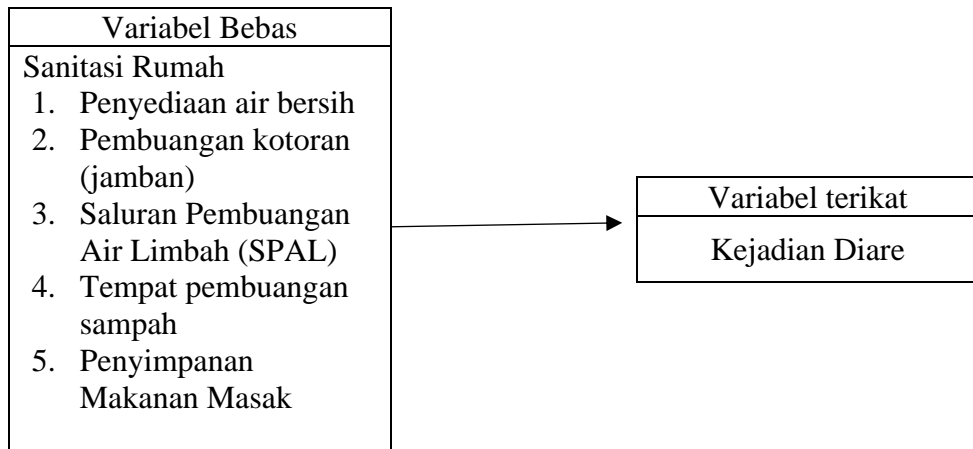 Variabel Bebas
Sanitasi Rumah
1. Penyediaan air bersih
2. Pembuangan kotoran
(jamban)
3. Saluran Pembuangan
Air Limbah (SPAL)
4. Tempat pembuangan
sampah
5. Penyimpanan
Makanan Masak
Variabel terikat
Kejadian Diare